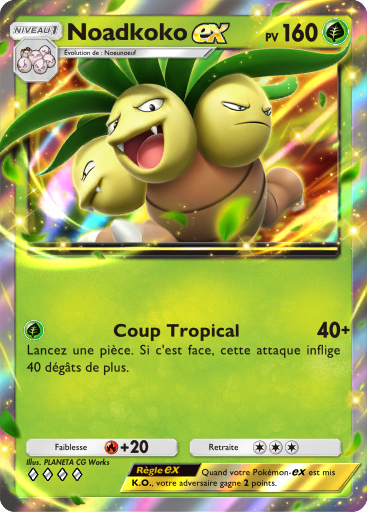 NIVEAU 1
Noadkoko ex
PV 160
Évolution de : Noeunoeuf
Coup Tropical 40+
Lancez une pièce. Si c'est face, cette attaque inflige
40 dégâts de plus.
Faiblesse +20
Retraite
Illus. PLANETA CG Works
Règle ex
Quand votre Pokémon-ex est mis
K.O., votre adversaire gagne 2 points.